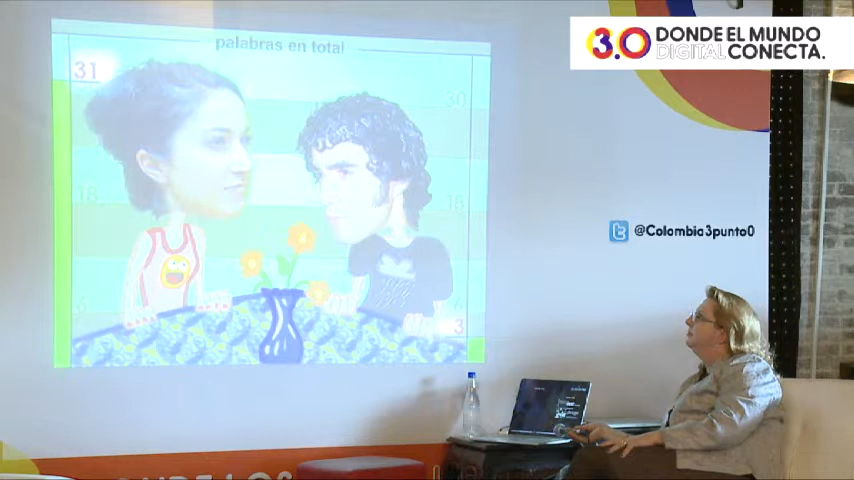 3.0 DONDE EL MUNDO
DIGITAL CONECTA.
palabras en total
31
30
18
18
3
@Colombia3punto0